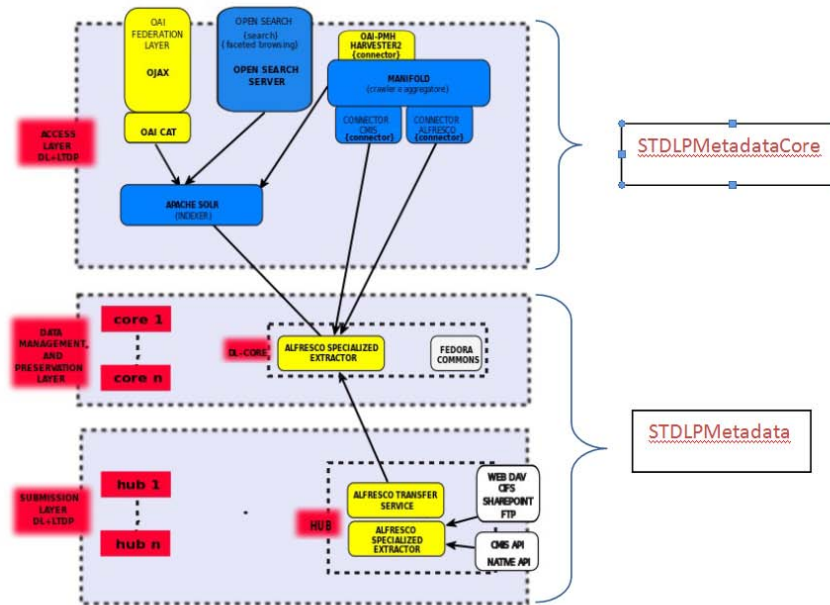 OAI
FEDERATION
LAYER
OJAX
OAI CAT
OPEN SEARCH
{search}
{faceted browsing}
OPEN SEARCH
SERVER
OAI-PMH
HARVESTER2
{connector}
MANIFOLD
{crawler e aggregatore}
CONNECTOR
CMIS
{connector}
CONNECTOR
ALFRESCO
{connector}
ACCESS
LAYER
DL+LTDP
APACHE SOLR
(INDEXER)
STDLPMetadataCore
DATA
MANAGEMENT,
AND
PRESERVATION
LAYER
core 1
core n
DL-CORE
ALFRESCO SPECIALIZED
EXTRACTOR
FEDORA
COMMONS
STDLPMetadata
SUBMISSION
LAYER
DL+LTDP
hub 1
hub n
HUB
ALFRESCO TRANSFER
SERVICE
ALFRESCO
SPECIALIZED
EXTRACTOR
WEB DAV
CIFS
SHAREPOINT
FTP
CMIS API
NATIVE API